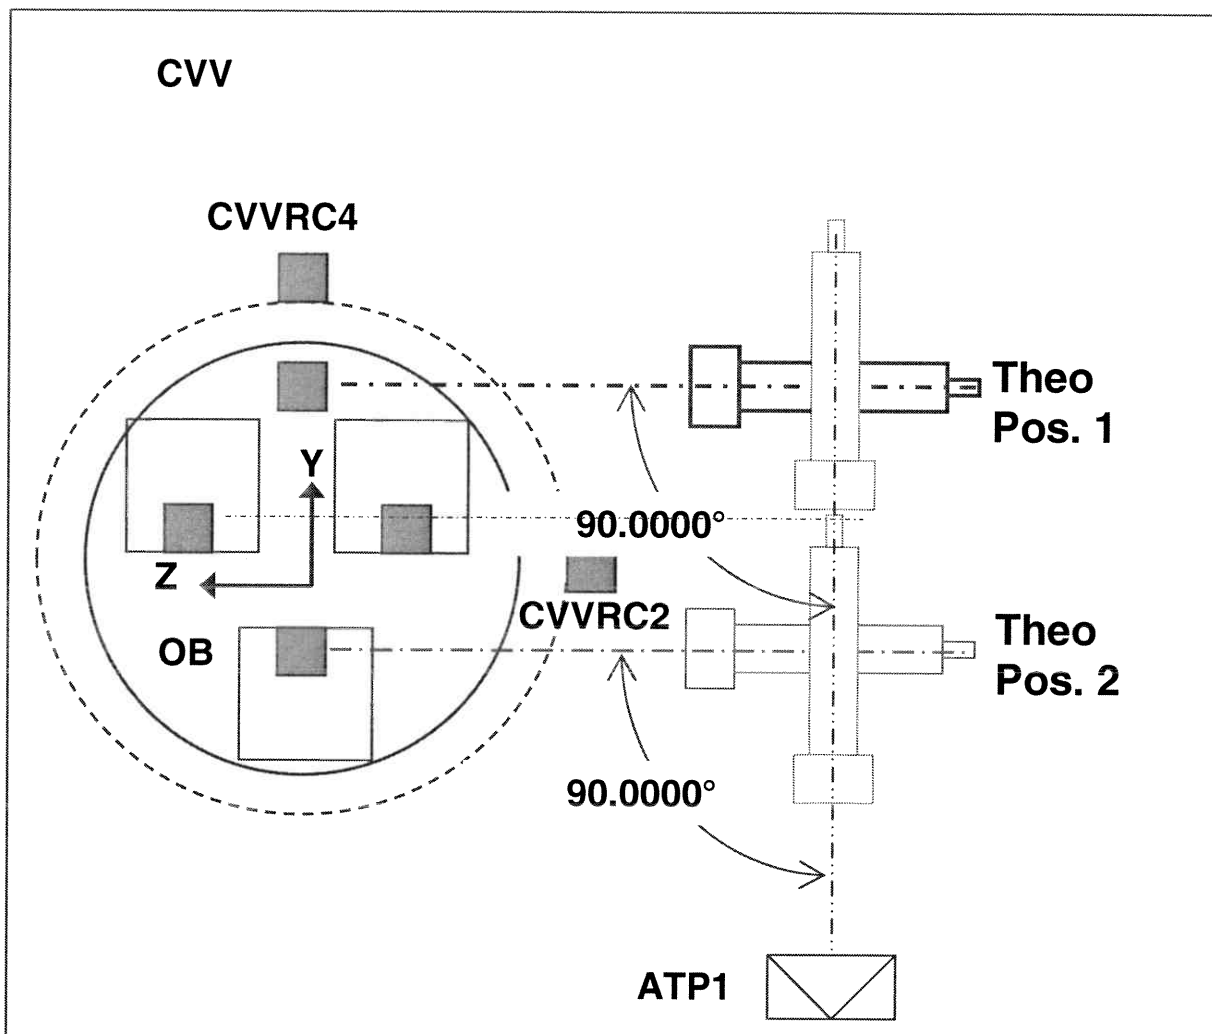 CVV
CVVRC4
Theo
Pos. 1
Y
90.0000°
Z
CVVRC2
OB
Theo
Pos. 2
90.0000°
ATP1